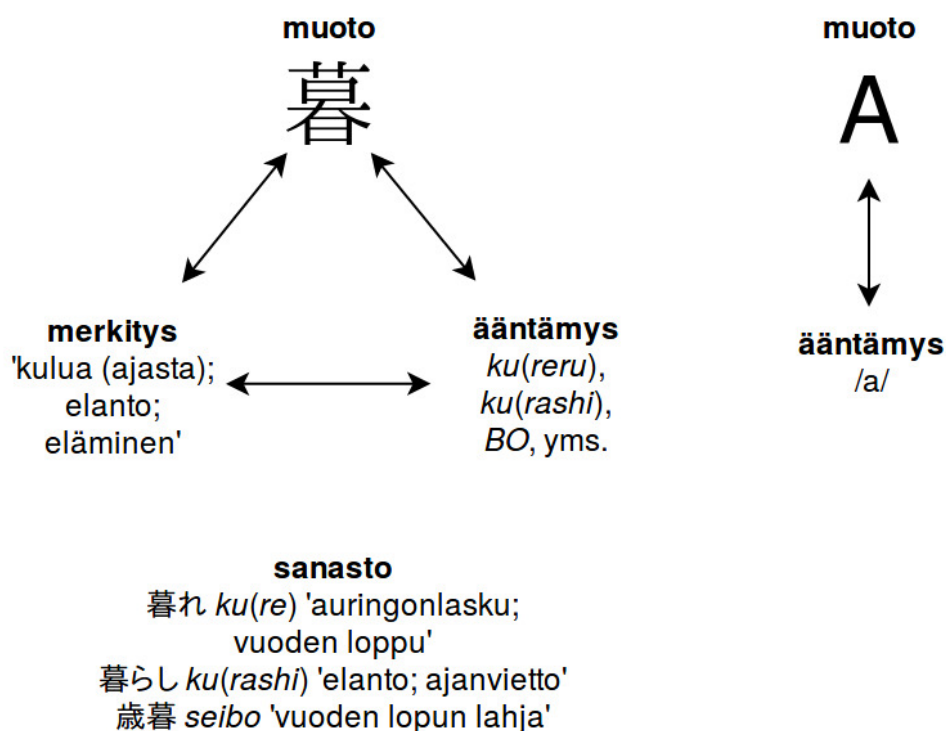 muoto
暮
merkitys
'kulua (ajasta);
elanto;
eläminen'
ääntämys
ku(reru),
ku(rashi),
BO, yms.
muoto
A
ääntämys
/a/
sanasto
暮れ ku(re) 'auringonlasku;
vuoden loppu'
暮らし ku(rashi) 'elanto; ajanvietto'
歳暮 seibo 'vuoden lopun lahja'